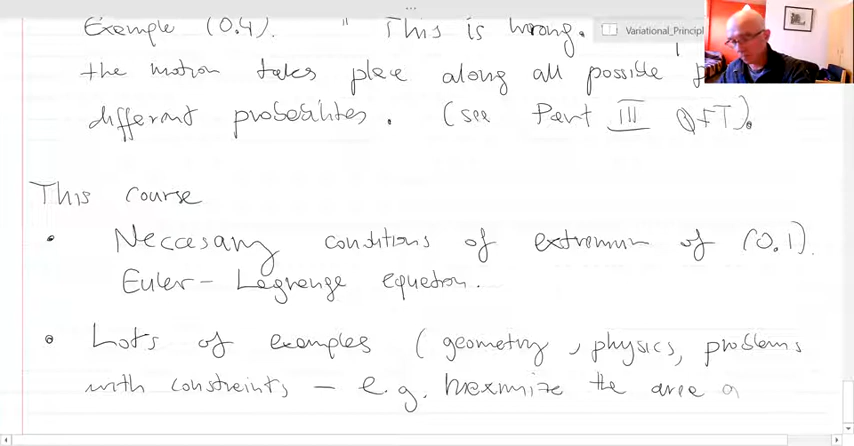 Example (0.4). " This is wrong. Variational_Principl
the motion takes place along all possible
different probabilites. (see Part III QFT).
This course
• Neccesary conditions of extremum of (0.1).
Euler - Lagrange equation.
• Lots of examples (geometry, physics, problems
with constraints - e.g. maximize the area